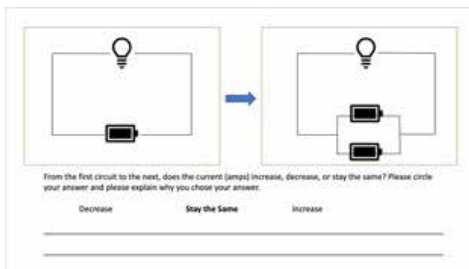 From the first circuit to the next, does the current (amps) increase, decrease, or stay the same? Please circle
your answer and please explain why you chose your answer.
Decrease Stay the Same Increase